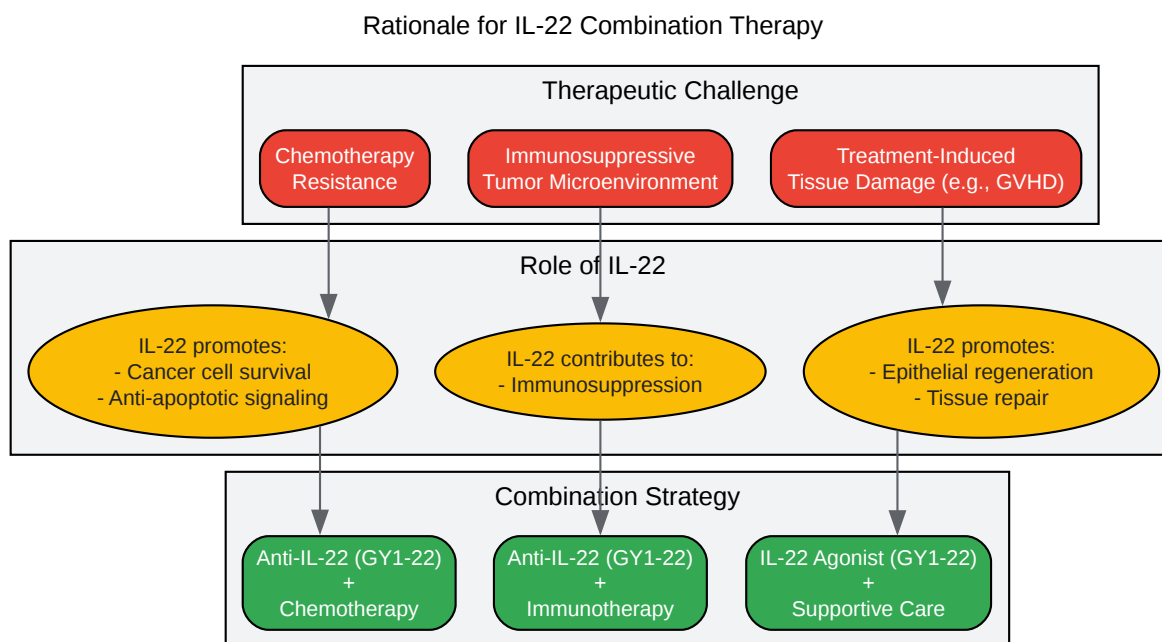 Rationale for IL-22 Combination Therapy
Therapeutic Challenge
Chemotherapy
Resistance
Immunosuppressive
Tumor Microenvironment
Treatment-Induced
Tissue Damage (e.g., GVHD)
Role of IL-22
IL-22 promotes:
- Cancer cell survival
- Anti-apoptotic signaling
IL-22 contributes to:
- Immunosuppression
IL-22 promotes:
- Epithelial regeneration
- Tissue repair
Combination Strategy
Anti-IL-22 (GY1-22)
+
Chemotherapy
Anti-IL-22 (GY1-22)
+
Immunotherapy
IL-22 Agonist (GY1-22)
+
Supportive Care